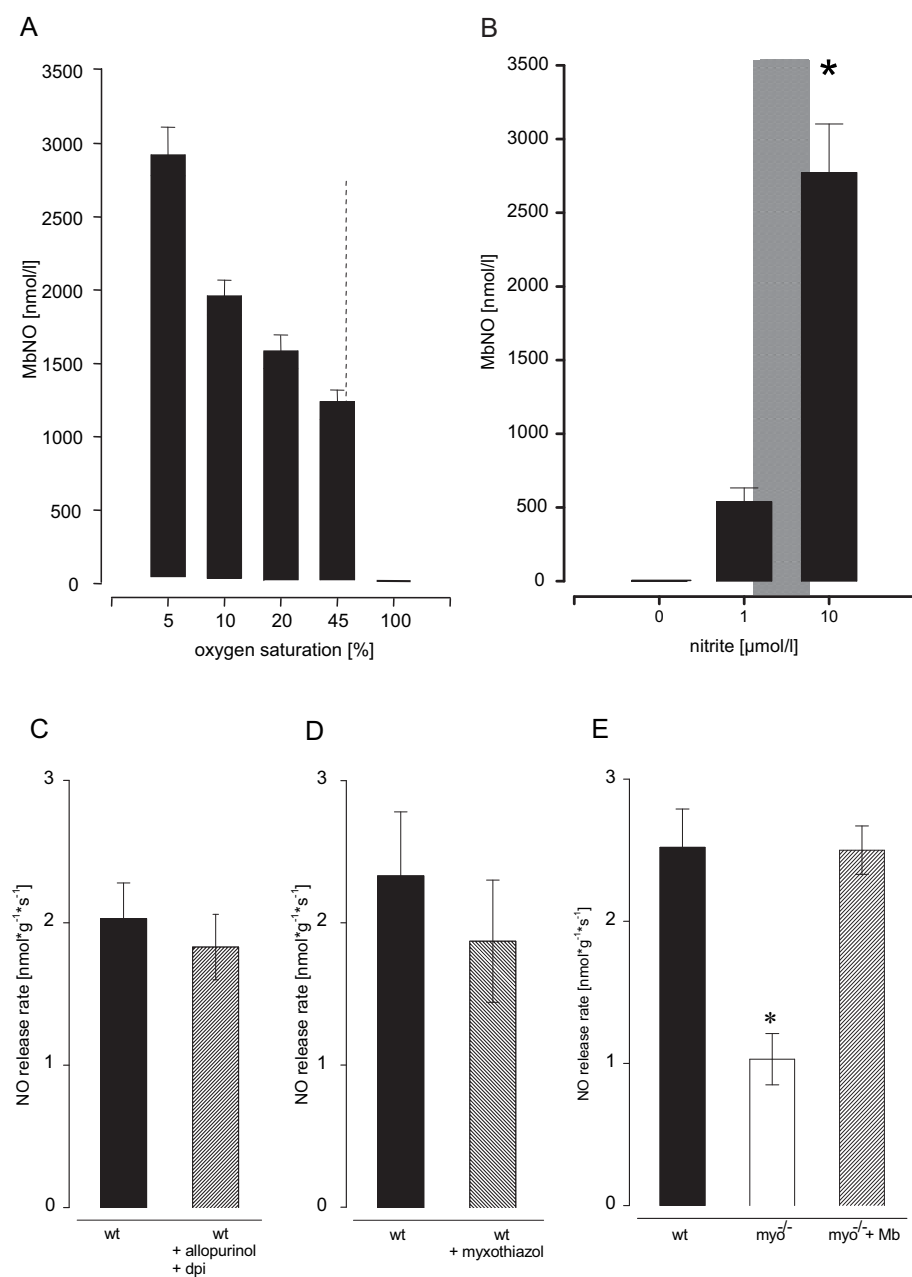 A
3500
3000
2500
2000
1500
1000
500
0
MbNO [nmol/l]
5 10 20 45 100
oxygen saturation [%]
B
3500
3000
2500
2000
1500
1000
500
0
MbNO [nmol/l]
*
0 1 10
nitrite [µmol/l]
C
3
2
1
0
NO release rate [nmol*g-1*s-1]
wt wt
+ allopurinol
+ dpi
D
3
2
1
0
NO release rate [nmol*g-1*s-1]
wt wt
+ myxothiazol
E
3
2
1
0
NO release rate [nmol*g-1*s-1]
*
wt myo-/- myo-/- + Mb